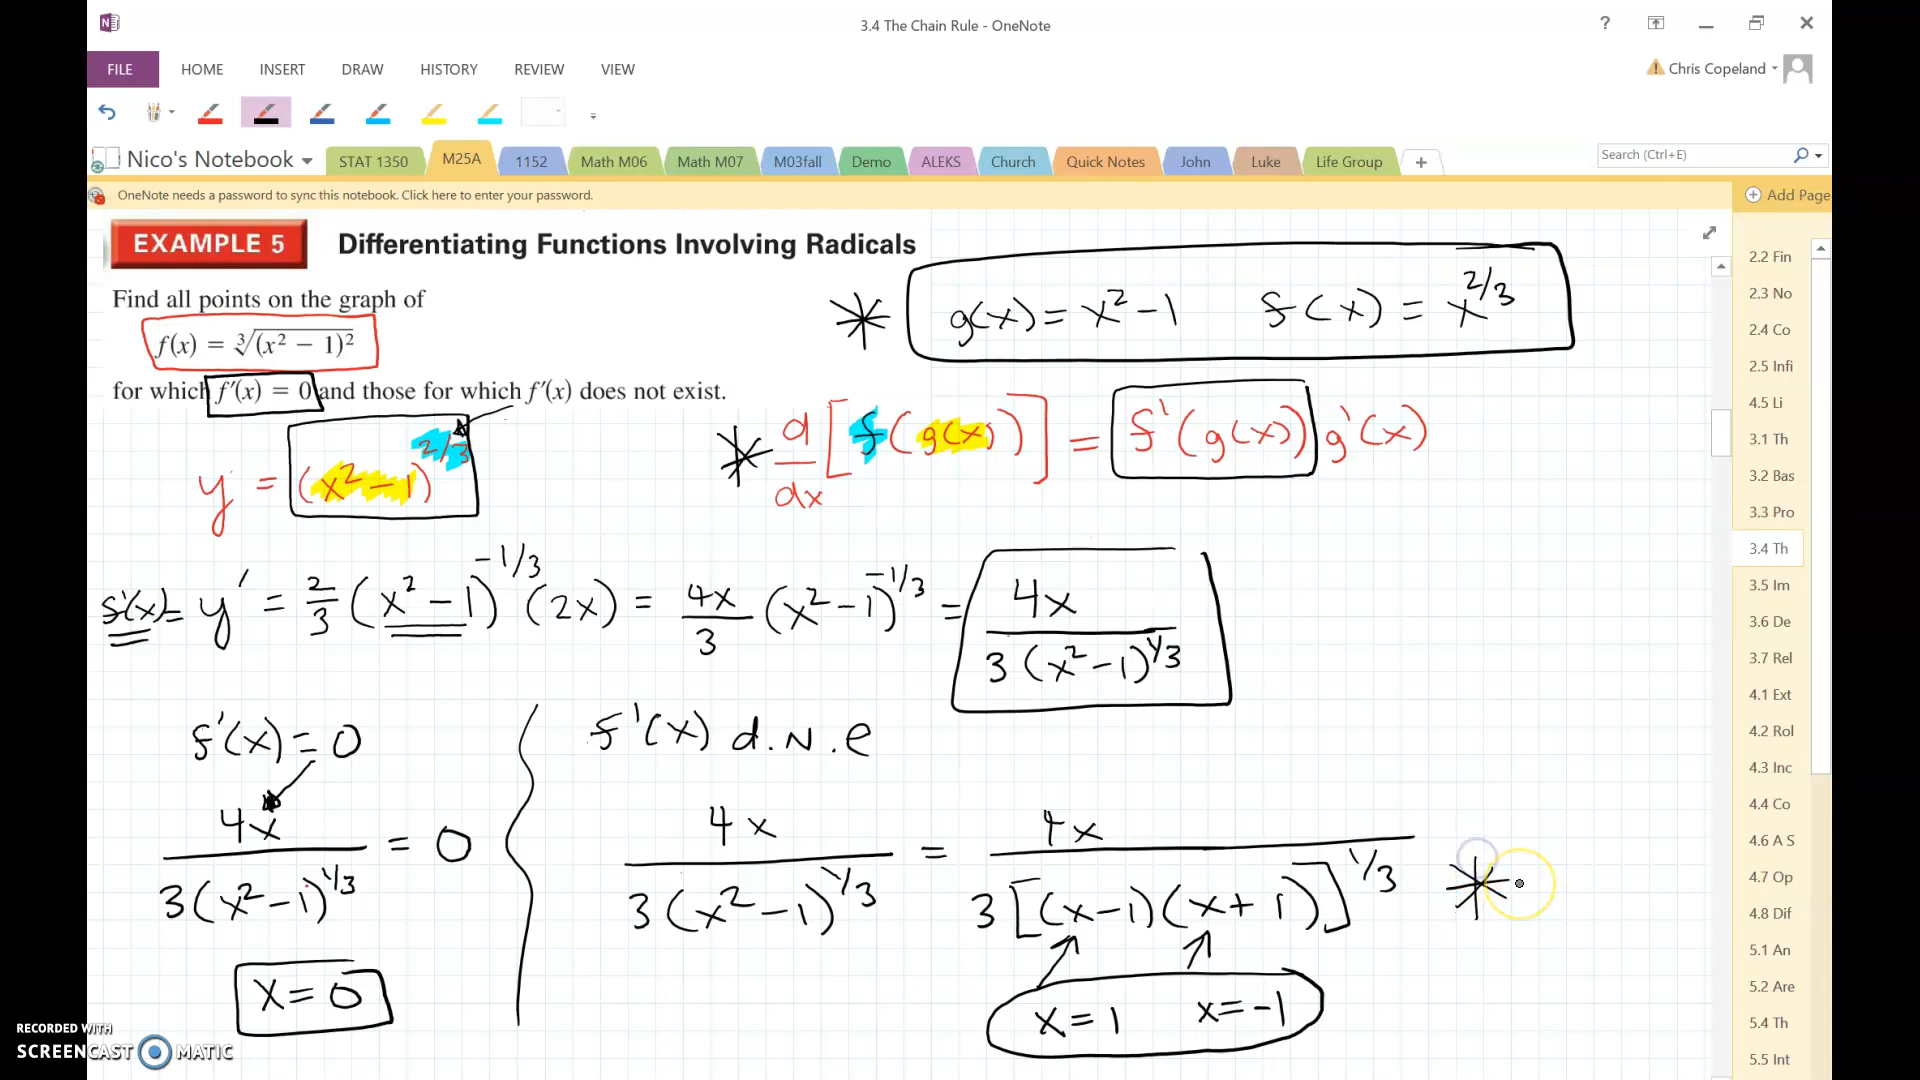 3.4 The Chain Rule - OneNote
?
FILE HOME INSERT DRAW HISTORY REVIEW VIEW
Chris Copeland
Nico's Notebook STAT 1350 M25A 1152 Math M06 Math M07 M03fall Demo ALEKS Church Quick Notes John Luke Life Group +
Search (Ctrl+E)
OneNote needs a password to sync this notebook. Click here to enter your password.
Add Page
EXAMPLE 5 Differentiating Functions Involving Radicals
g(x) = x² - 1 f(x) = x^{2/3}
Find all points on the graph of
f(x) = ∛(x² − 1)²
for which f′(x) = 0 and those for which f′(x) does not exist.
d/dx [f(g(x))] = f'(g(x)) g'(x)
y = (x² - 1)^{2/3}
f'(x) = y' = 2/3 (x² - 1)^{-1/3} (2x) = 4x/3 (x² - 1)^{-1/3} = 4x / 3(x² - 1)^{1/3}
f'(x) = 0
f'(x) d.N.e
4x / 3(x² - 1)^{1/3} = 0
4x / 3(x² - 1)^{1/3} = 4x / 3[(x - 1)(x + 1)]^{1/3}
x = 0
x = 1 x = -1
2.2 Fin
2.3 No
2.4 Co
2.5 Infi
4.5 Li
3.1 Th
3.2 Bas
3.3 Pro
3.4 Th
3.5 Im
3.6 De
3.7 Rel
4.1 Ext
4.2 Rol
4.3 Inc
4.4 Co
4.6 A S
4.7 Op
4.8 Dif
5.1 An
5.2 Are
5.4 Th
5.5 Int
RECORDED WITH
SCREENCAST MATIC